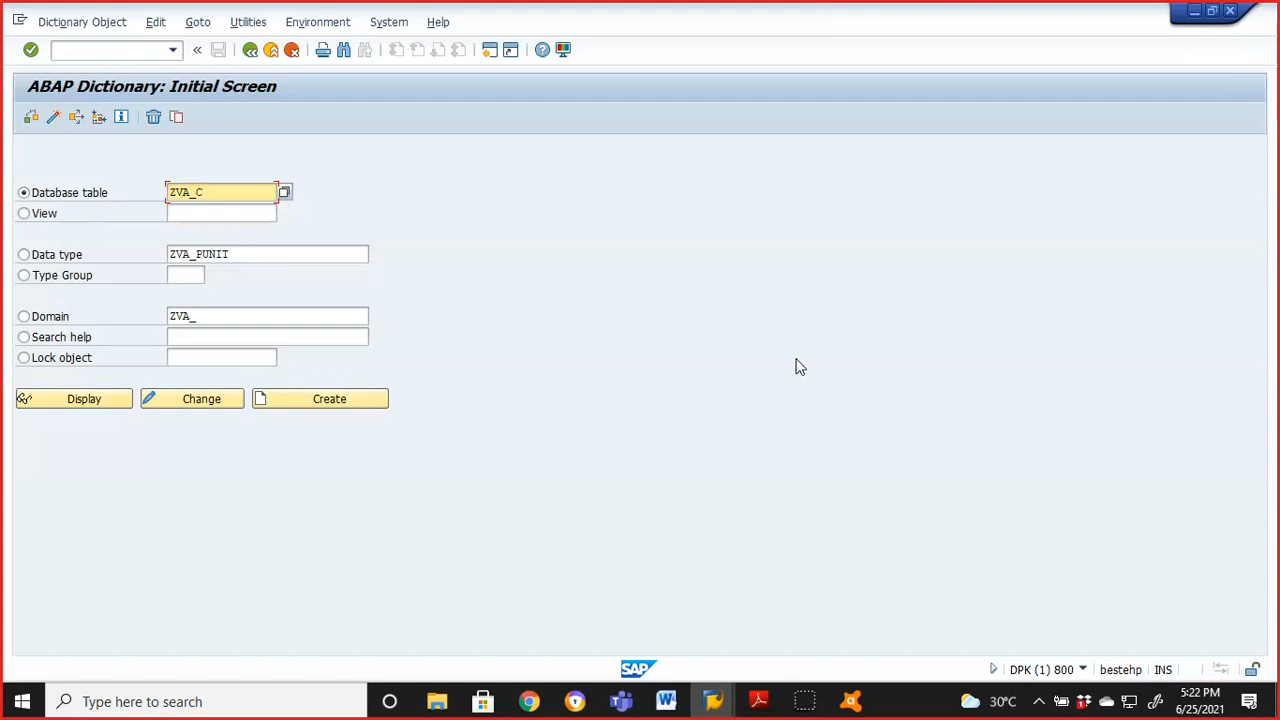 Dictionary Object Edit Goto Utilities Environment System Help
ABAP Dictionary: Initial Screen
Database table ZVA_C
View
Data type ZVA_PUNIT
Type Group
Domain ZVA_
Search help
Lock object
Display Change Create
SAP
DPK (1) 800 bestehp INS
Type here to search
30°C
5:22 PM
6/25/2021